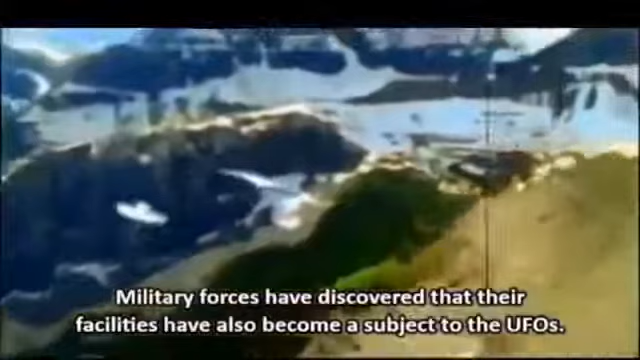 Military forces have discovered that their
facilities have also become a subject to the UFOs.